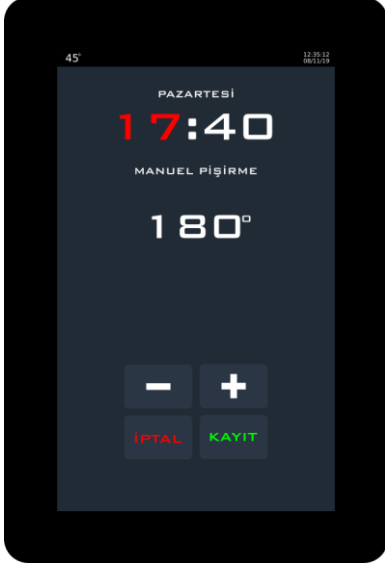 45°
12:35:12
08/11/19
PAZARTESİ
17:40
MANUEL PİŞİRME
180°
- +
İPTAL KAYIT